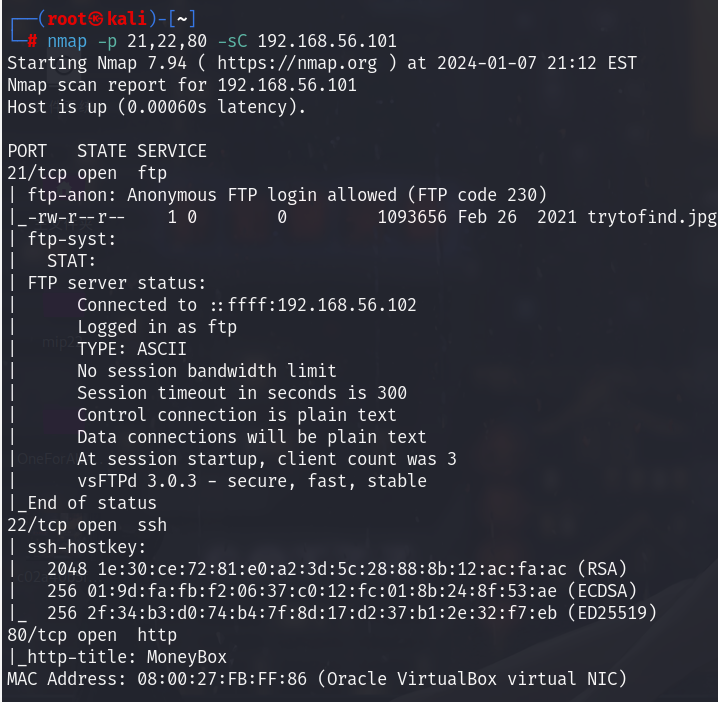 ┌──(root㉿kali)-[~]
└─# nmap -p 21,22,80 -sC 192.168.56.101
Starting Nmap 7.94 ( https://nmap.org ) at 2024-01-07 21:12 EST
Nmap scan report for 192.168.56.101
Host is up (0.00060s latency).
PORT   STATE SERVICE
21/tcp open  ftp
| ftp-anon: Anonymous FTP login allowed (FTP code 230)
|_-rw-r--r--    1 0        0         1093656 Feb 26  2021 trytofind.jpg
| ftp-syst:
|   STAT:
| FTP server status:
|      Connected to ::ffff:192.168.56.102
|      Logged in as ftp
|      TYPE: ASCII
|      No session bandwidth limit
|      Session timeout in seconds is 300
|      Control connection is plain text
|      Data connections will be plain text
|      At session startup, client count was 3
|      vsFTPd 3.0.3 - secure, fast, stable
|_End of status
22/tcp open  ssh
| ssh-hostkey:
|   2048 1e:30:ce:72:81:e0:a2:3d:5c:28:88:8b:12:ac:fa:ac (RSA)
|   256 01:9d:fa:fb:f2:06:37:c0:12:fc:01:8b:24:8f:53:ae (ECDSA)
|_  256 2f:34:b3:d0:74:b4:7f:8d:17:d2:37:b1:2e:32:f7:eb (ED25519)
80/tcp open  http
|_http-title: MoneyBox
MAC Address: 08:00:27:FB:FF:86 (Oracle VirtualBox virtual NIC)